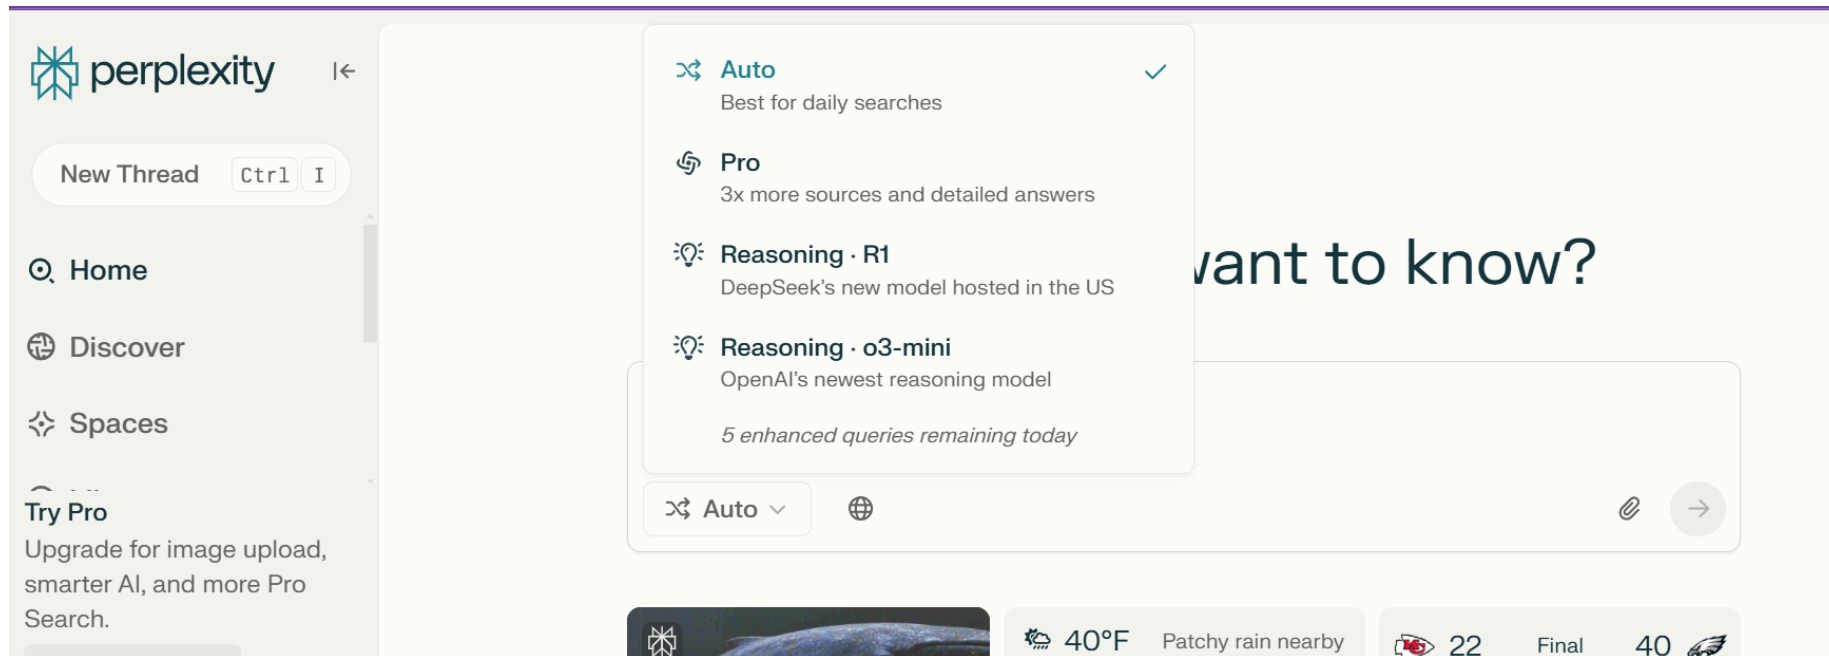 perplexity
New Thread Ctrl I
Home
Discover
Spaces
Try Pro
Upgrade for image upload,
smarter AI, and more Pro
Search.
Auto
Best for daily searches
Pro
3x more sources and detailed answers
Reasoning · R1
DeepSeek's new model hosted in the US
Reasoning · o3-mini
OpenAI's newest reasoning model
5 enhanced queries remaining today
want to know?
Auto
40°F Patchy rain nearby
KC 22 Final 40